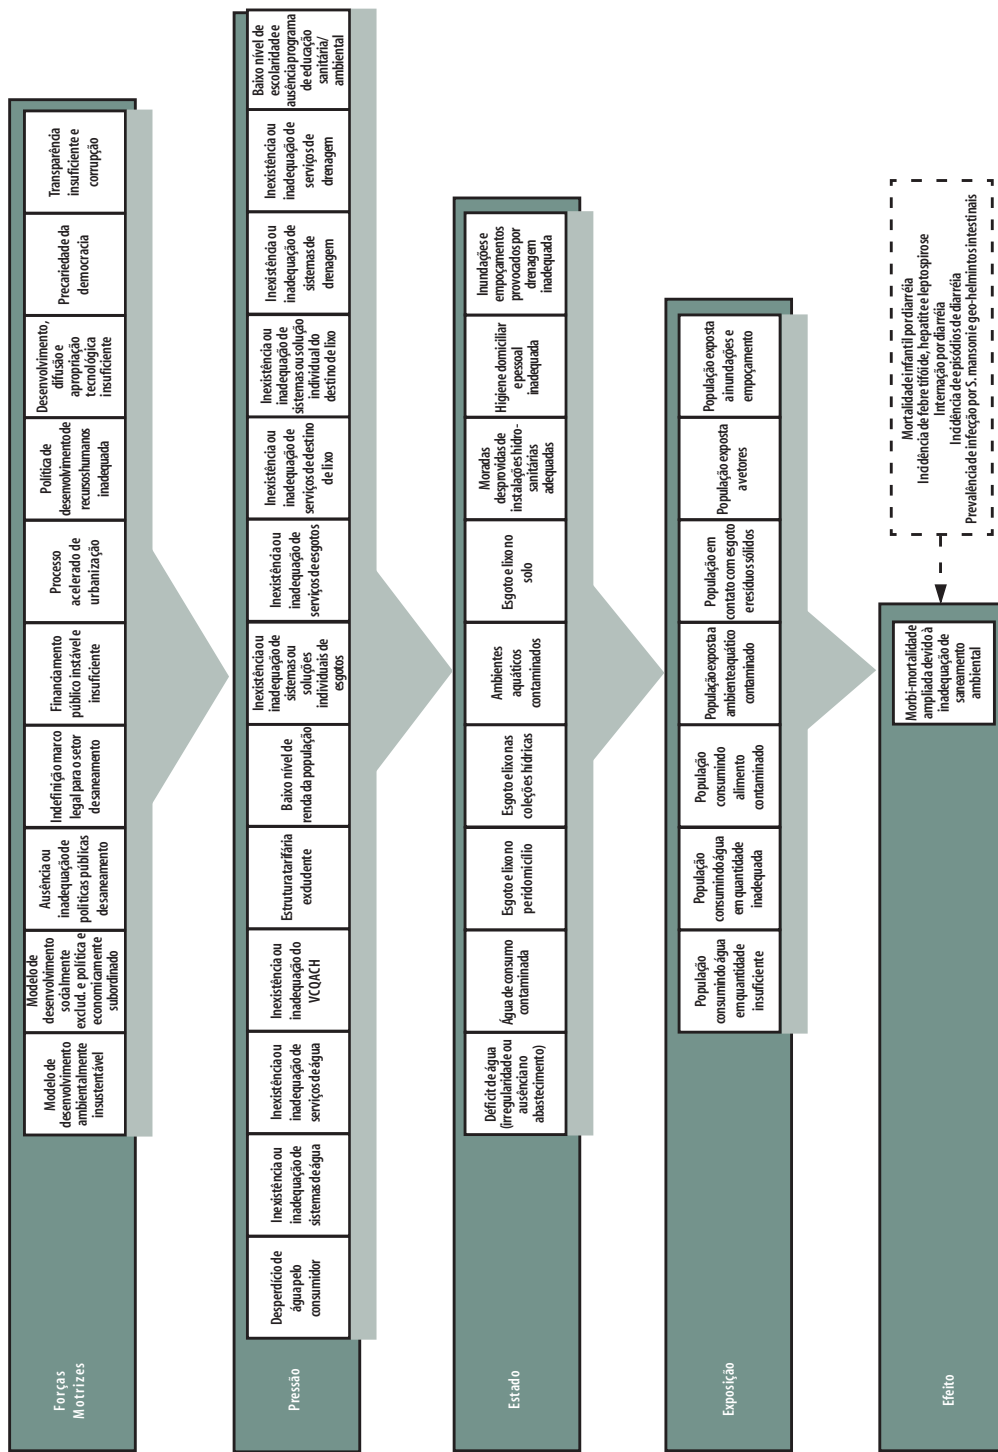 Forças
Motrizes
Modelo de
desenvolvimento
ambientalmente
insustentável
Modelo de
desenvolvimento
socialmente
exclud. e política e
economicamente
subordinado
Ausência ou
inadequação de
políticas públicas
desaneamento
Indefinição marco
legal para o setor
desaneamento
Financiamento
público instável e
insuficiente
Processo
acelerado de
urbanização
Política de
desenvolvimento de
recursos humanos
inadequada
Desenvolvimento,
difusão e
apropriação
tecnológica
insuficiente
Precariedade da
democracia
Transparência
insuficiente e
corrupção
Pressão
Desperdício de
água pelo
consumidor
Inexistência ou
inadequação de
sistemas de água
Inexistência ou
inadequação de
serviços de água
Inexistência ou
inadequação do
VCQACH
Estrutura tarifária
excludente
Baixo nível de
renda da população
Inexistência ou
inadequação de
sistemas ou
soluções
individuais de
esgotos
Inexistência ou
inadequação de
serviços de esgotos
Inexistência ou
inadequação de
serviços de destino
de lixo
Inexistência ou
inadequação de
sistemas ou solução
individual do
destino de lixo
Inexistência ou
inadequação de
sistemas de
drenagem
Inexistência ou
inadequação de
serviços de
drenagem
Baixo nível de
escolaridade e
ausência programa
de educação
sanitária/
ambiental
Estado
Déficit de água
(irregularidade ou
ausência no
abastecimento)
Água de consumo
contaminada
Esgoto e lixo no
peridomicílio
Esgoto e lixo nas
coleções hídricas
Ambientes
aquáticos
contaminados
Esgoto e lixo no
solo
Moradas
desprovidas de
instalações hidro-
sanitárias
adequadas
Higiene domiciliar
e pessoal
inadequada
Inundações e
empoçamentos
provocados por
drenagem
inadequada
Exposição
População
consumindo água
em quantidade
insuficiente
População
consumindo água
em quantidade
inadequada
População
consumindo
alimento
contaminado
População exposta a
ambiente aquático
contaminado
População em
contato com esgoto
e resíduos sólidos
População exposta
a vetores
População exposta
a inundações e
empoçamento
Efeito
Morbi-mortalidade
ampliada devido à
inadequação de
saneamento
ambiental
Mortalidade infantil por diarréia
Incidência de febre tifóide, hepatite e leptospirose
Internação por diarréia
Incidência de episódios de diarréia
Prevalência de infecção por S. mansoni e geo-helmintos intestinais